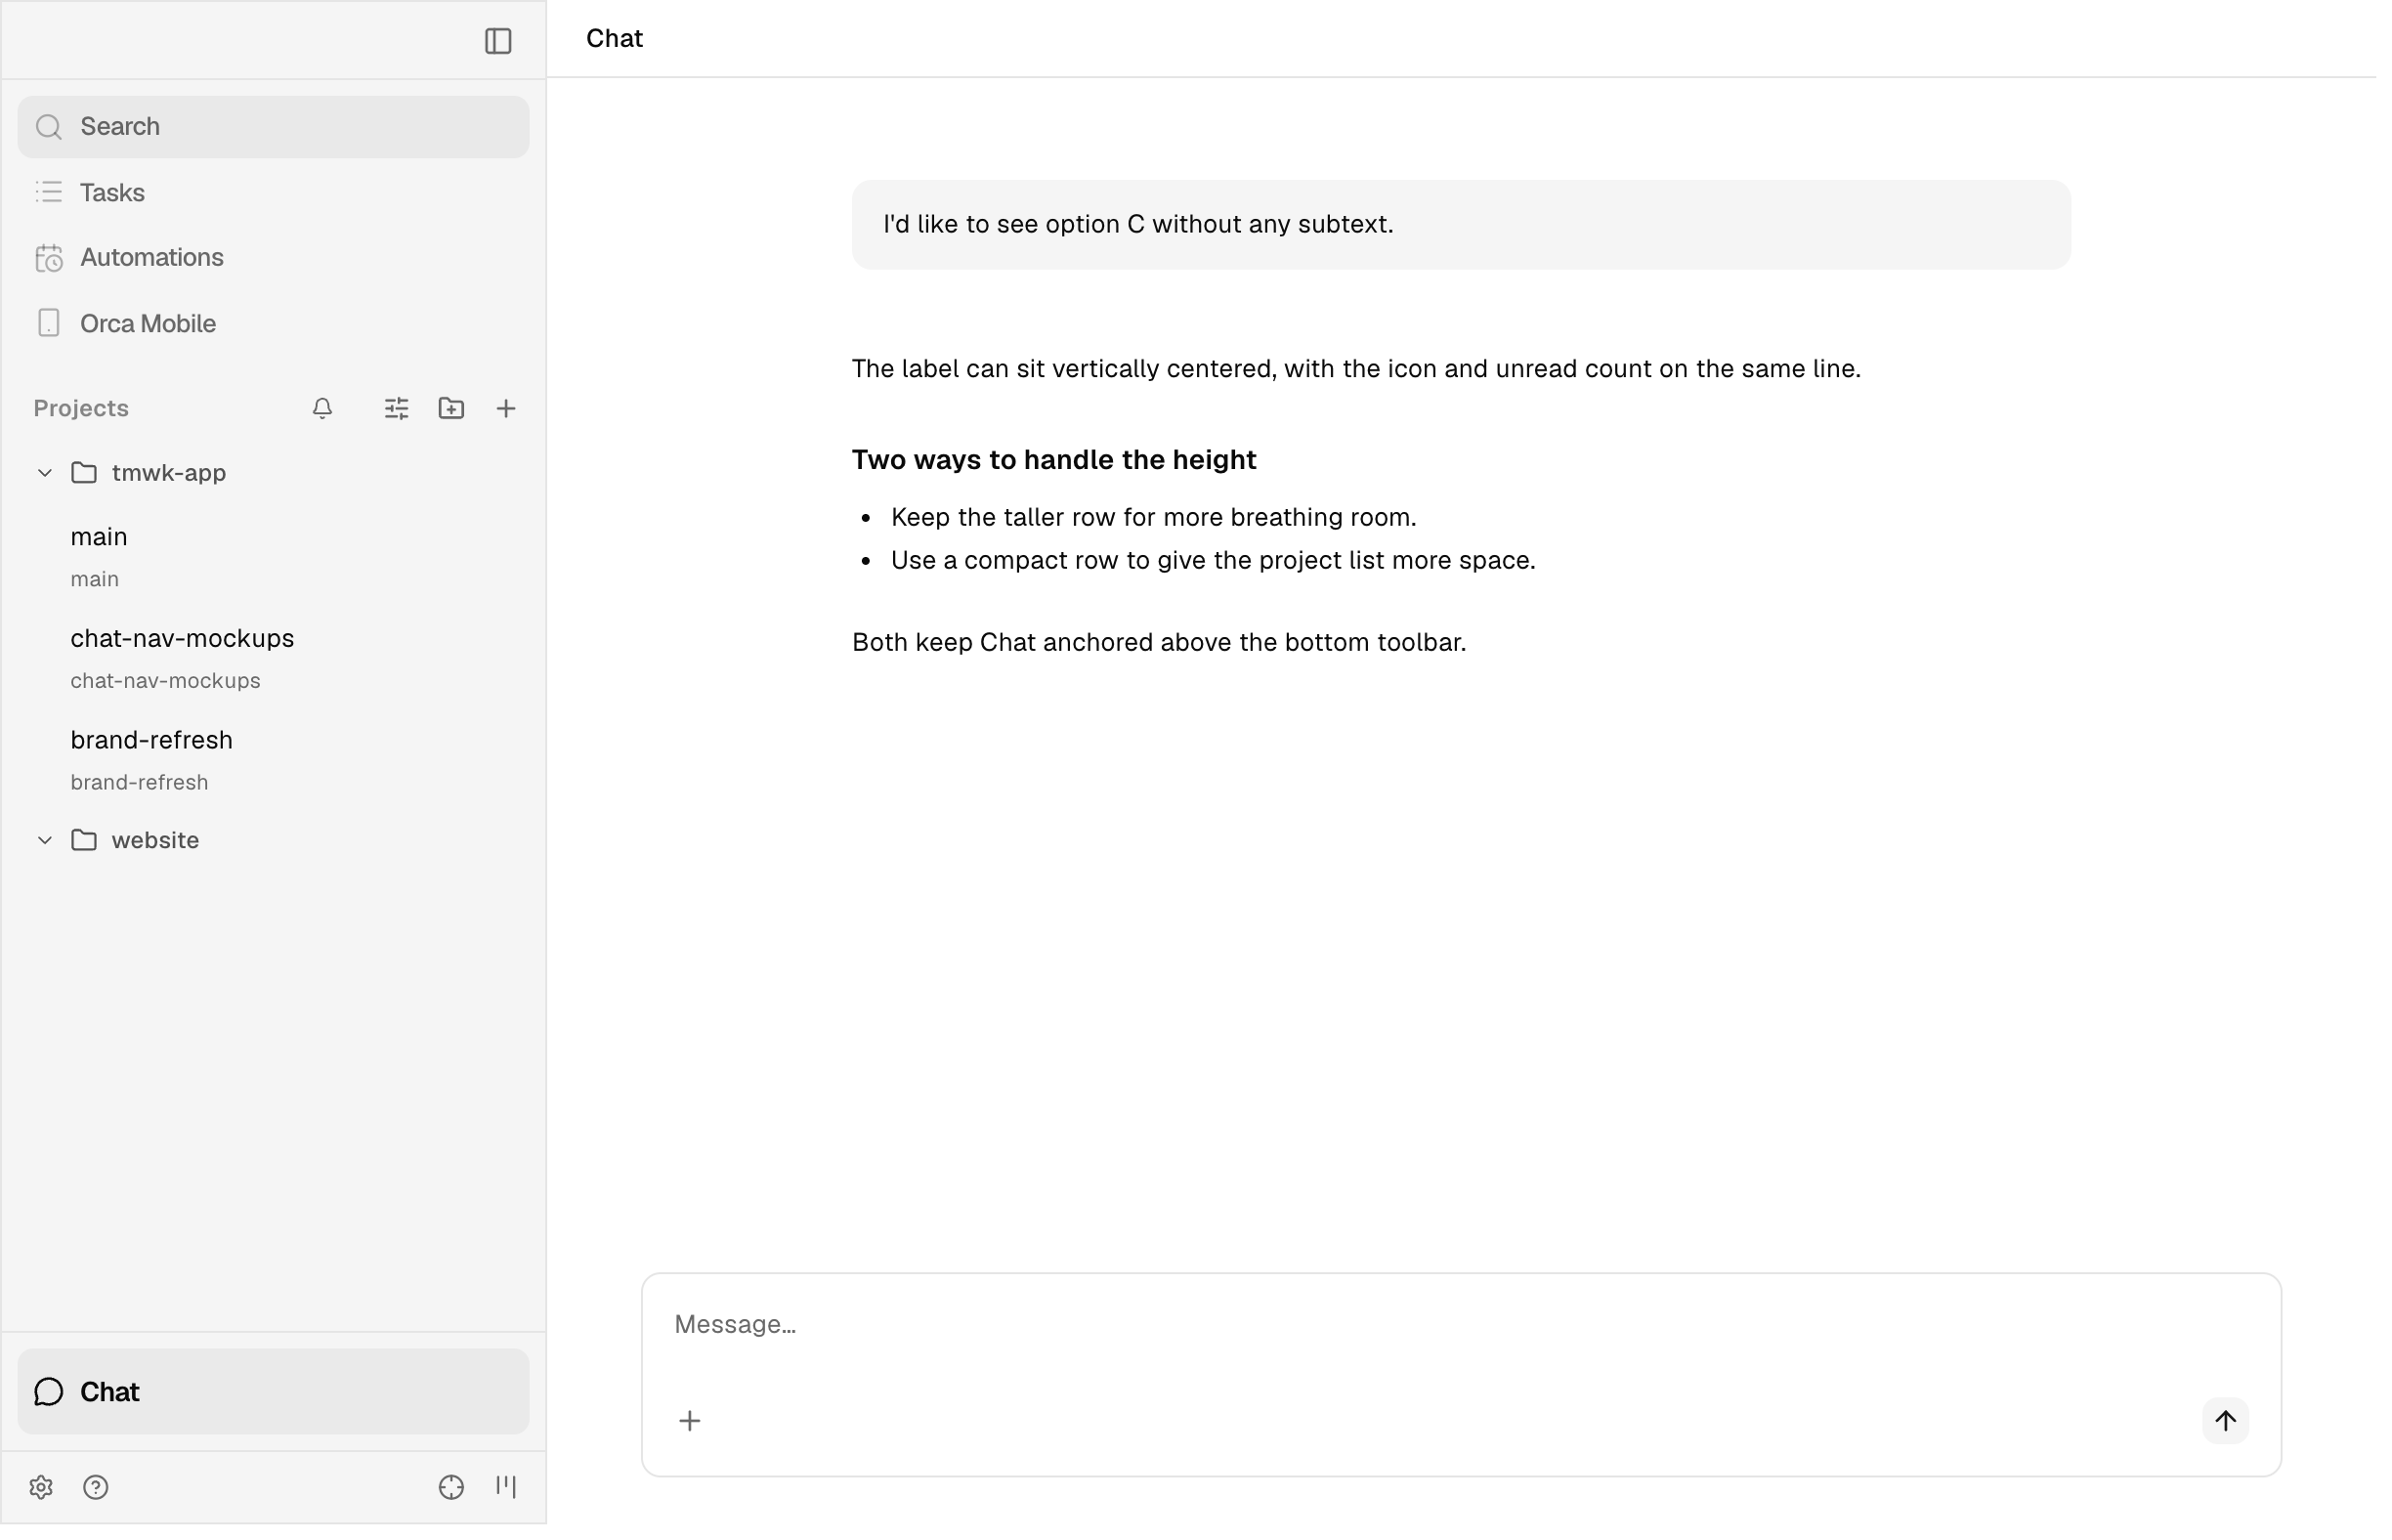 Chat
Search
Tasks
Automations
Orca Mobile
Projects
tmwk-app
main
main
chat-nav-mockups
chat-nav-mockups
brand-refresh
brand-refresh
website
Chat
I'd like to see option C without any subtext.
The label can sit vertically centered, with the icon and unread count on the same line.
Two ways to handle the height
• Keep the taller row for more breathing room.
• Use a compact row to give the project list more space.
Both keep Chat anchored above the bottom toolbar.
Message…